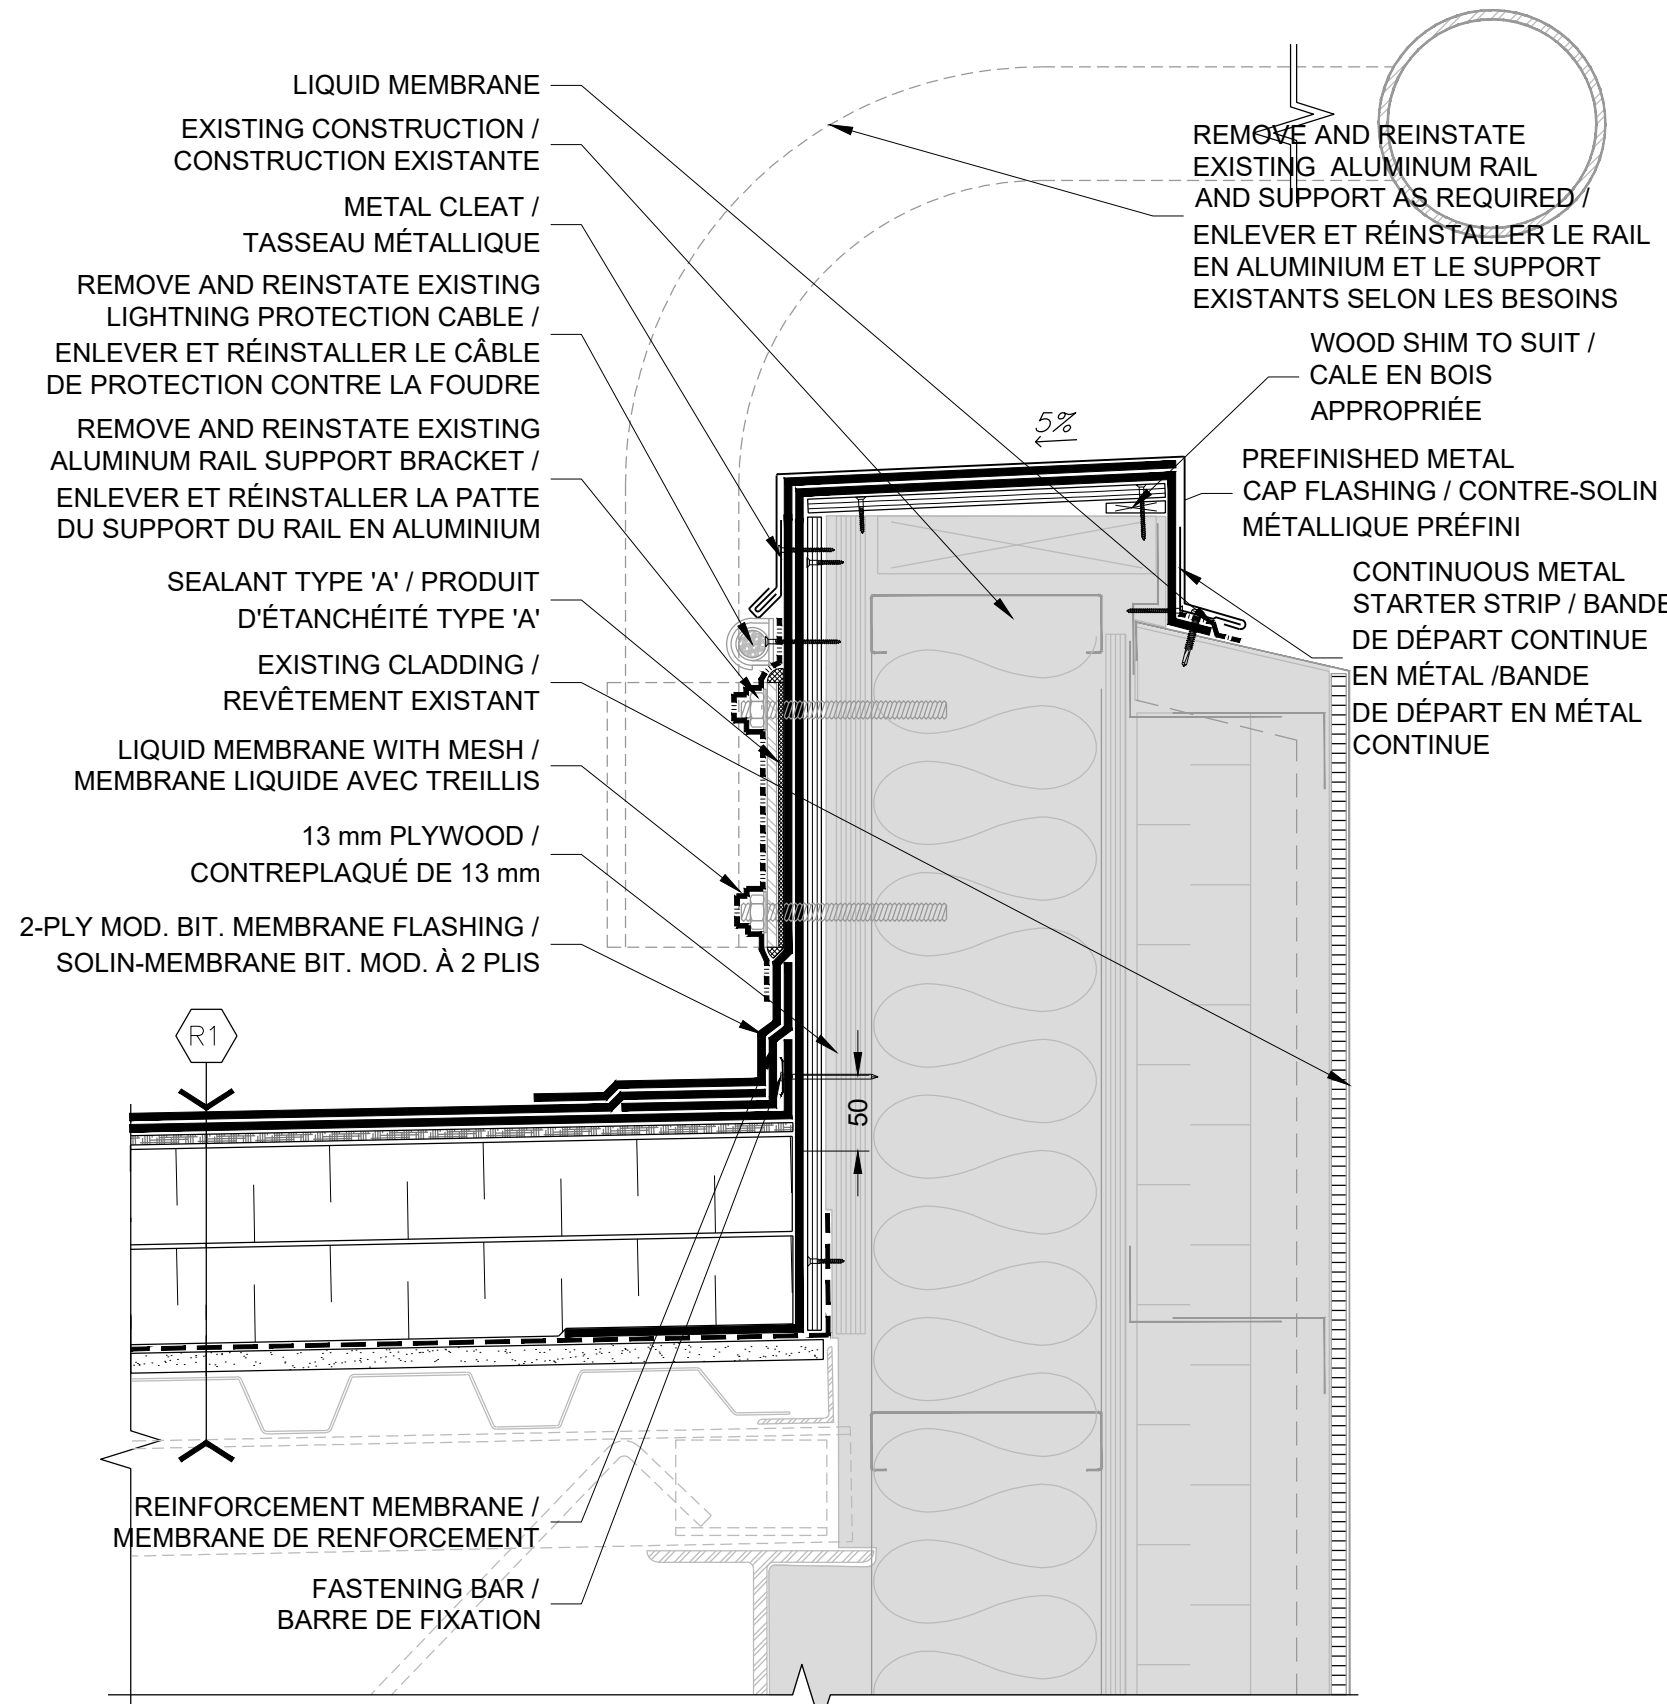 LIQUID MEMBRANE
EXISTING CONSTRUCTION /
CONSTRUCTION EXISTANTE
METAL CLEAT /
TASSEAU MÉTALLIQUE
REMOVE AND REINSTATE EXISTING
LIGHTNING PROTECTION CABLE /
ENLEVER ET RÉINSTALLER LE CÂBLE
DE PROTECTION CONTRE LA FOUDRE
REMOVE AND REINSTATE EXISTING
ALUMINUM RAIL SUPPORT BRACKET /
ENLEVER ET RÉINSTALLER LA PATTE
DU SUPPORT DU RAIL EN ALUMINIUM
SEALANT TYPE 'A' / PRODUIT
D'ÉTANCHÉITÉ TYPE 'A'
EXISTING CLADDING /
REVÊTEMENT EXISTANT
LIQUID MEMBRANE WITH MESH /
MEMBRANE LIQUIDE AVEC TREILLIS
13 mm PLYWOOD /
CONTREPLAQUÉ DE 13 mm
2-PLY MOD. BIT. MEMBRANE FLASHING /
SOLIN-MEMBRANE BIT. MOD. À 2 PLIS
R1
REINFORCEMENT MEMBRANE /
MEMBRANE DE RENFORCEMENT
FASTENING BAR /
BARRE DE FIXATION
50
5%
REMOVE AND REINSTATE
EXISTING ALUMINUM RAIL
AND SUPPORT AS REQUIRED /
ENLEVER ET RÉINSTALLER LE RAIL
EN ALUMINIUM ET LE SUPPORT
EXISTANTS SELON LES BESOINS
WOOD SHIM TO SUIT /
CALE EN BOIS
APPROPRIÉE
PREFINISHED METAL
CAP FLASHING / CONTRE-SOLIN
MÉTALLIQUE PRÉFINI
CONTINUOUS METAL
STARTER STRIP / BANDE
DE DÉPART CONTINUE
EN MÉTAL /BANDE
DE DÉPART EN MÉTAL
CONTINUE